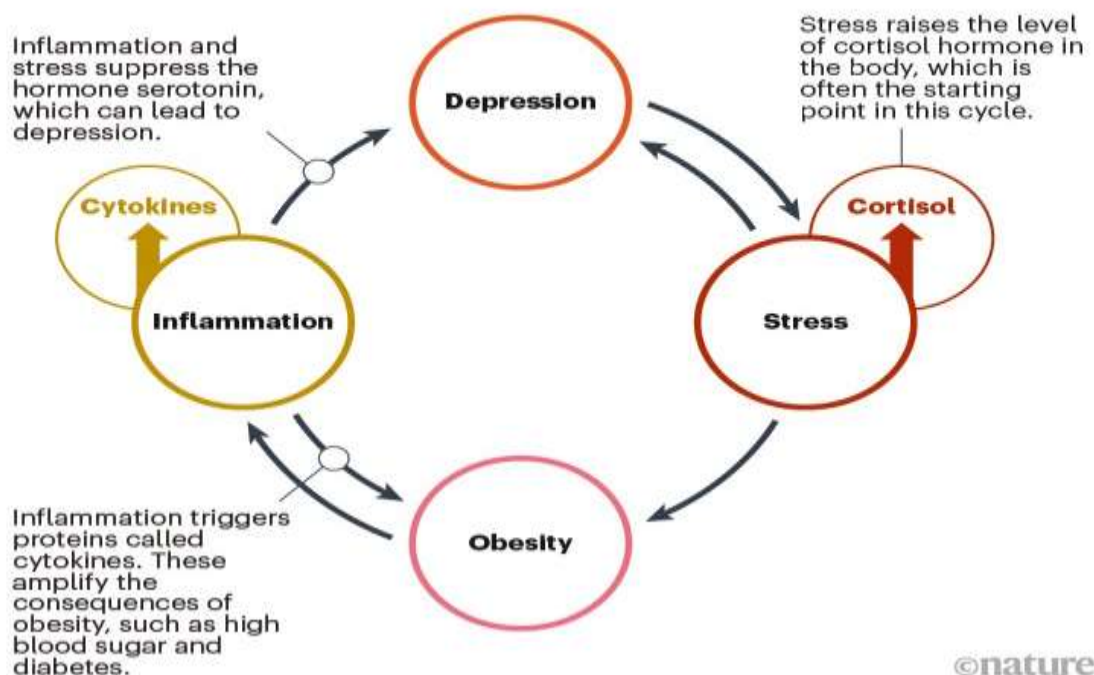 Inflammation and
stress suppress the
hormone serotonin,
which can lead to
depression.
Depression
Stress raises the level
of cortisol hormone in
the body, which is
often the starting
point in this cycle.
Cytokines
Cortisol
Inflammation
Stress
Inflammation triggers
proteins called
cytokines. These
amplify the
consequences of
obesity, such as high
blood sugar and
diabetes.
Obesity
©nature